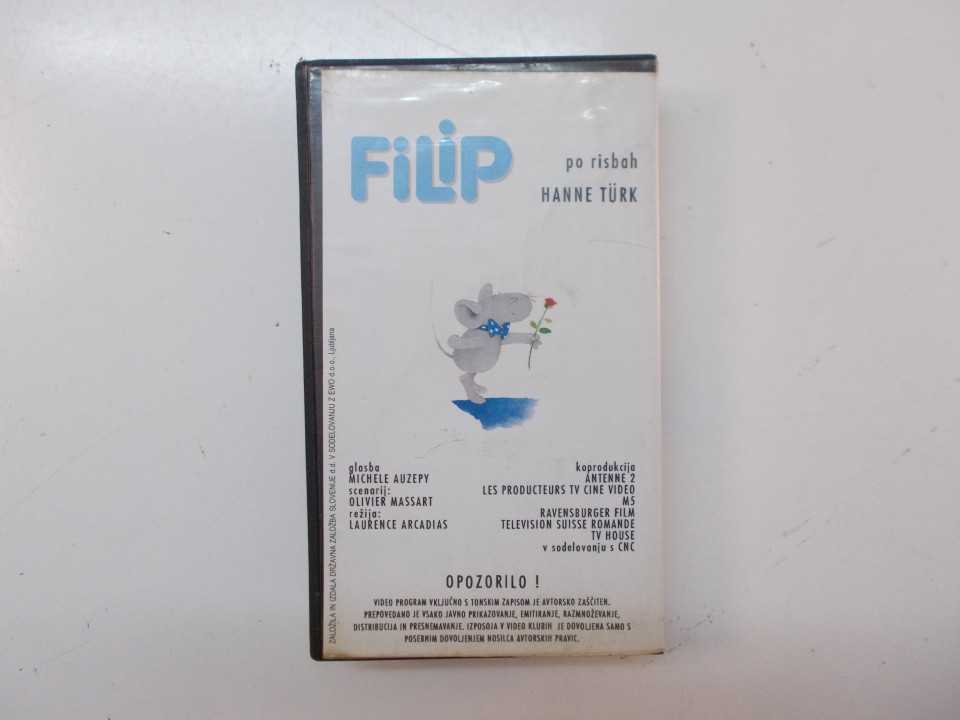 FiLiP
po risbah
HANNE TÜRK
glasba
MICHELE AUZEPY
scenarij:
OLIVIER MASSART
režija:
LAURENCE ARCADIAS
koprodukcija
ANTENNE 2
LES PRODUCTEURS TV CINE VIDEO
M5
RAVENSBURGER FILM
TELEVISION SUISSE ROMANDE
TV HOUSE
v sodelovanju s CNC
OPOZORILO !
VIDEO PROGRAM VKLJUČNO S TONSKIM ZAPISOM JE AVTORSKO ZAŠČITEN.
PREPOVEDANO JE VSAKO JAVNO PRIKAZOVANJE, EMITIRANJE, RAZMNOŽEVANJE,
DISTRIBUCIJA IN PRESNEMAVANJE. IZPOSOJA V VIDEO KLUBIH JE DOVOLJENA SAMO S
POSEBNIM DOVOLJENJEM NOSILCA AVTORSKIH PRAVIC.
ZALOŽILA IN IZDALA DRŽAVNA ZALOŽBA SLOVENIJE d.d. V SODELOVANJU Z EWO d.o.o., Ljubljana